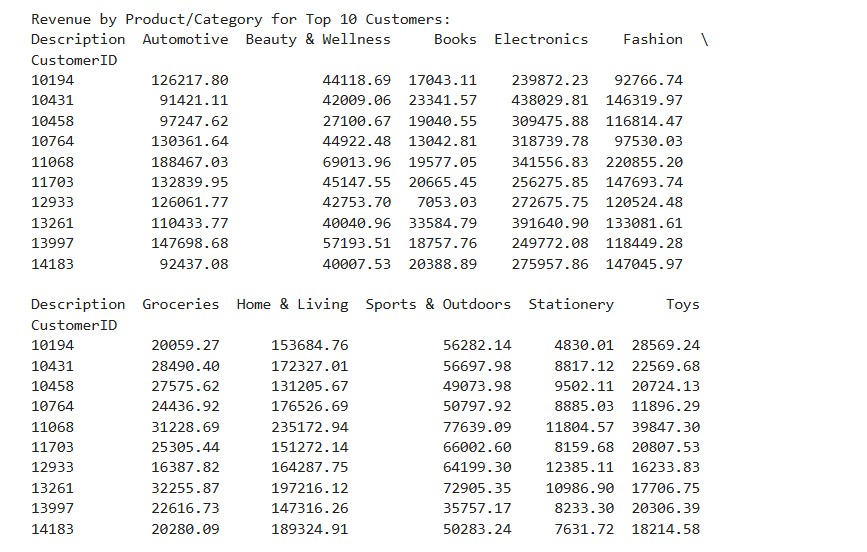 Revenue by Product/Category for Top 10 Customers:
Description Automotive Beauty & Wellness Books Electronics Fashion \
CustomerID
10194 126217.80 44118.69 17043.11 239872.23 92766.74
10431 91421.11 42009.06 23341.57 438029.81 146319.97
10458 97247.62 27100.67 19040.55 309475.88 116814.47
10764 130361.64 44922.48 13042.81 318739.78 97530.03
11068 188467.03 69013.96 19577.05 341556.83 220855.20
11703 132839.95 45147.55 20665.45 256275.85 147693.74
12933 126061.77 42753.70 7053.03 272675.75 120524.48
13261 110433.77 40040.96 33584.79 391640.90 133081.61
13997 147698.68 57193.51 18757.76 249772.08 118449.28
14183 92437.08 40007.53 20388.89 275957.86 147045.97
Description Groceries Home & Living Sports & Outdoors Stationery Toys
CustomerID
10194 20059.27 153684.76 56282.14 4830.01 28569.24
10431 28490.40 172327.01 56697.98 8817.12 22569.68
10458 27575.62 131205.67 49073.98 9502.11 20724.13
10764 24436.92 176526.69 50797.92 8885.03 11896.29
11068 31228.69 235172.94 77639.09 11804.57 39847.30
11703 25305.44 151272.14 66002.60 8159.68 20807.53
12933 16387.82 164287.75 64199.30 12385.11 16233.83
13261 32255.87 197216.12 72905.35 10986.90 17706.75
13997 22616.73 147316.26 35757.17 8233.30 20306.39
14183 20280.09 189324.91 50283.24 7631.72 18214.58